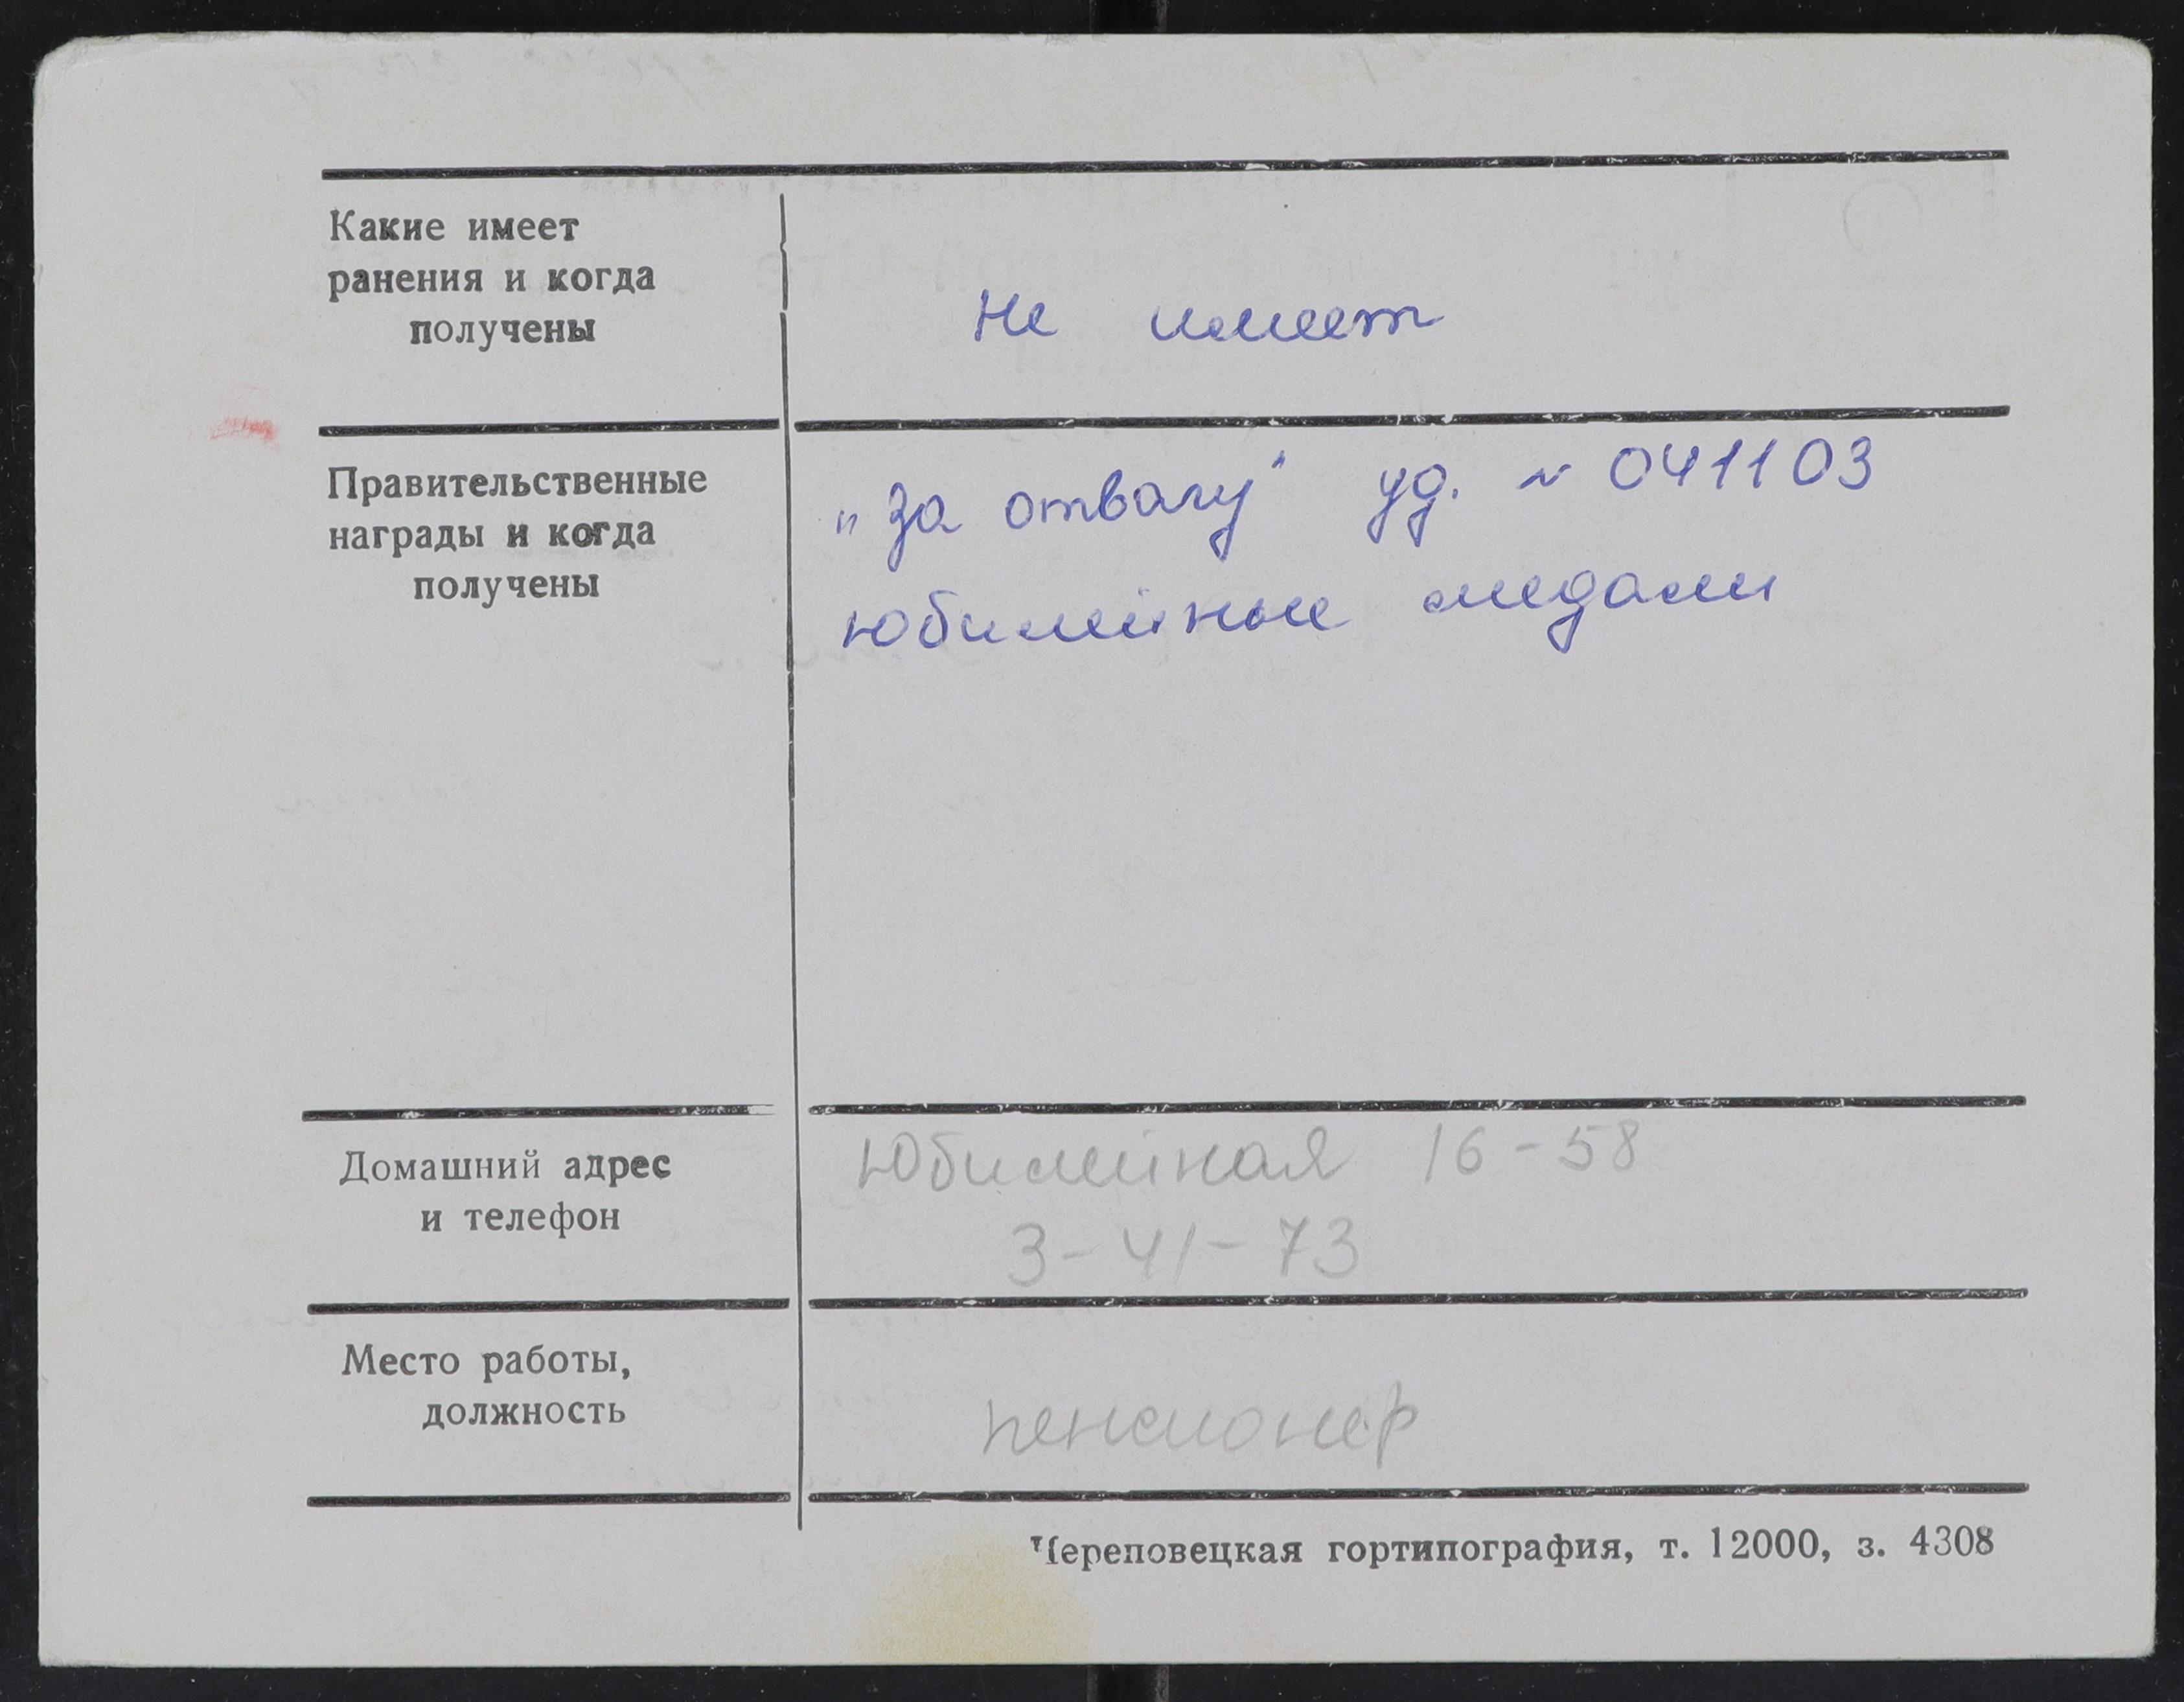 Какие имеет
ранения и когда
получены
не имеет
Правительственные
награды и когда
получены
„За отвагу" уд. № 041103
юбилейные медали
Домашний адрес
и телефон
Юбилейная 16-58
3-41-73
Место работы,
должность
пенсионер
Череповецкая гортипография, т. 12000, з. 4308